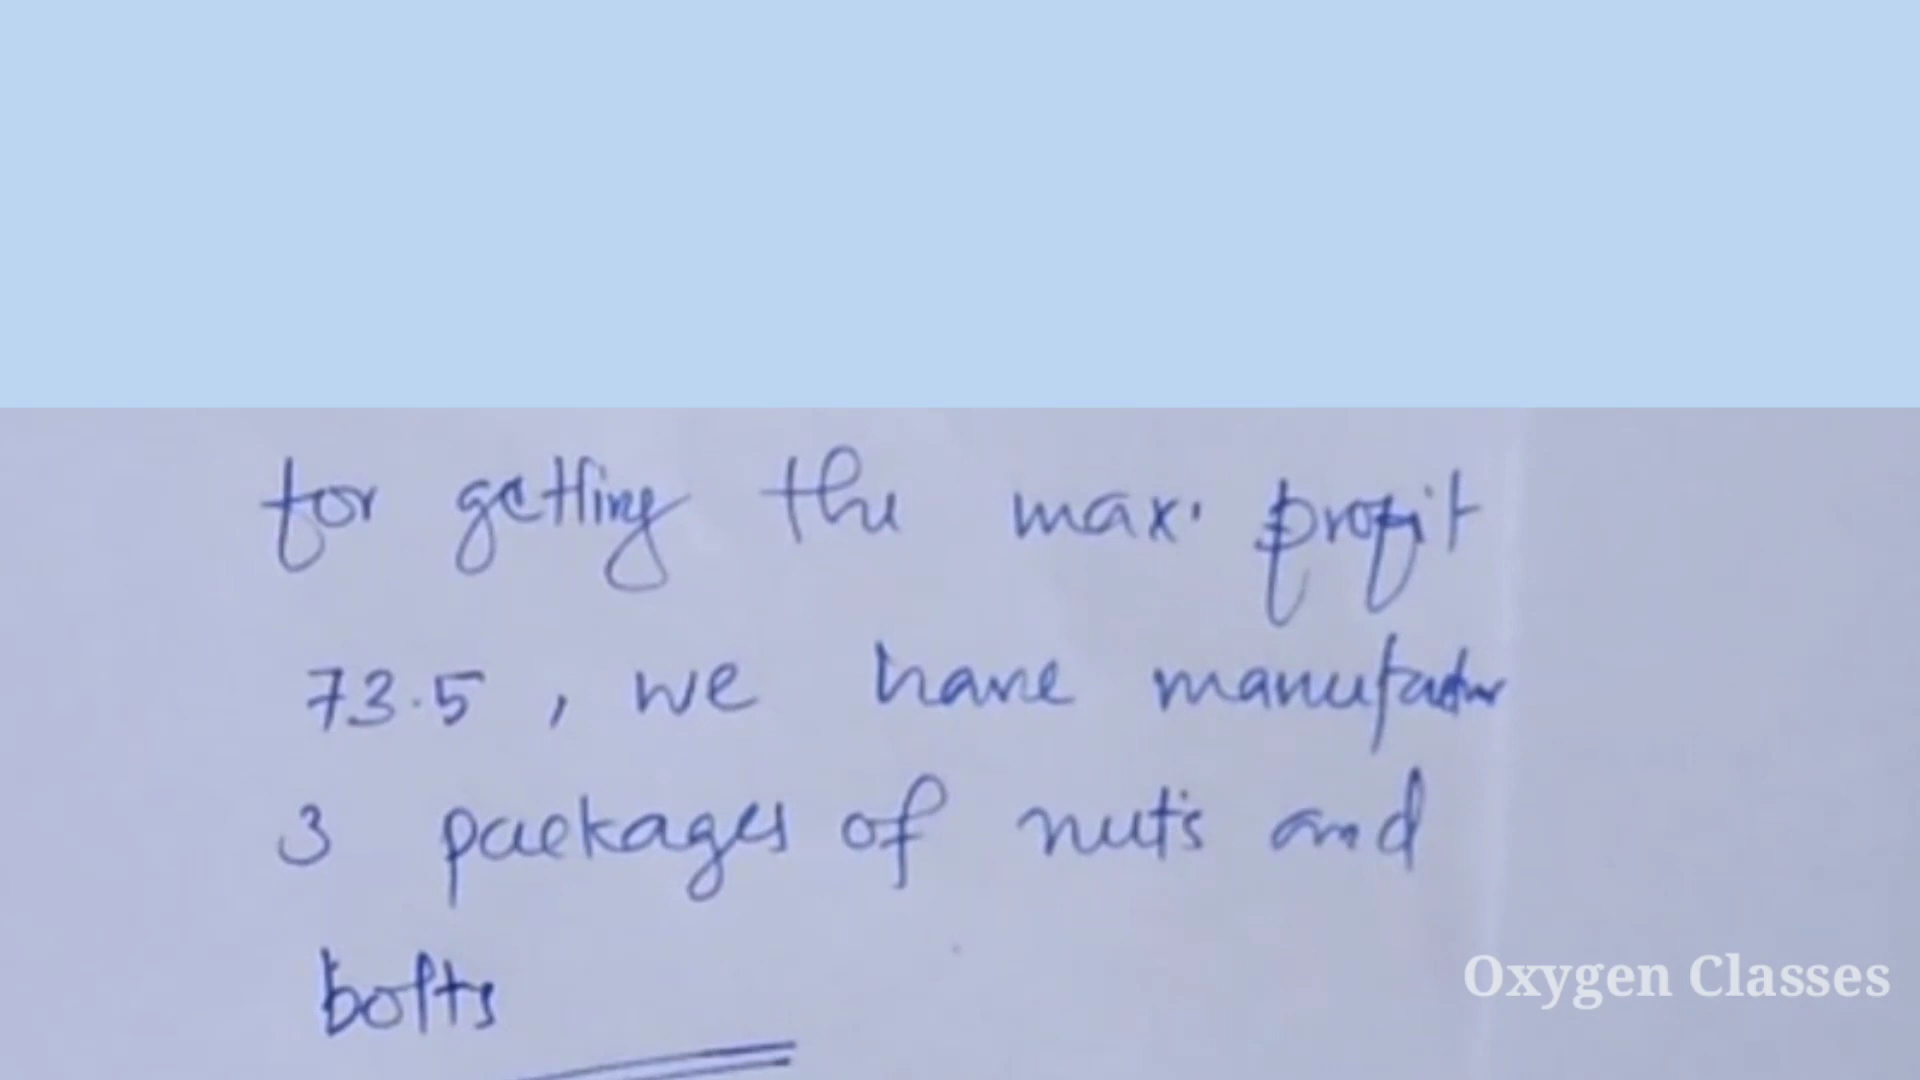 for getting the max. profit
73.5, we have manufactur
3 packages of nuts and
bolts
Oxygen Classes